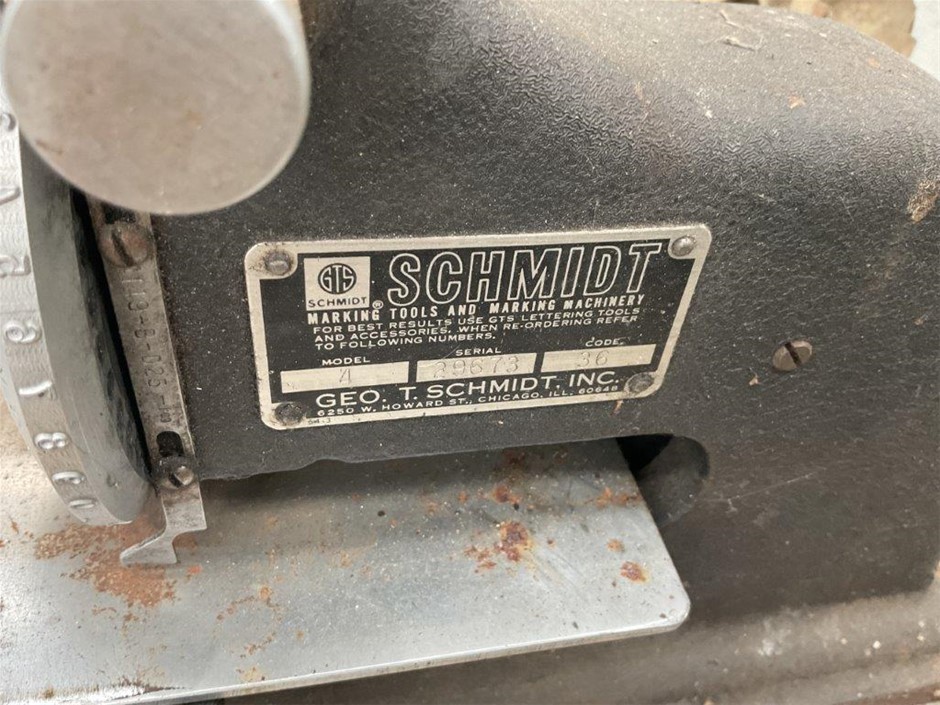 GTS
SCHMIDT
SCHMIDT
MARKING® TOOLS AND MARKING MACHINERY
FOR BEST RESULTS USE GTS LETTERING TOOLS
AND ACCESSORIES. WHEN RE-ORDERING REFER
TO FOLLOWING NUMBERS.
MODEL SERIAL CODE
4 29673 36
GEO. T. SCHMIDT, INC.
6250 W. HOWARD ST., CHICAGO, ILL. 60648
8